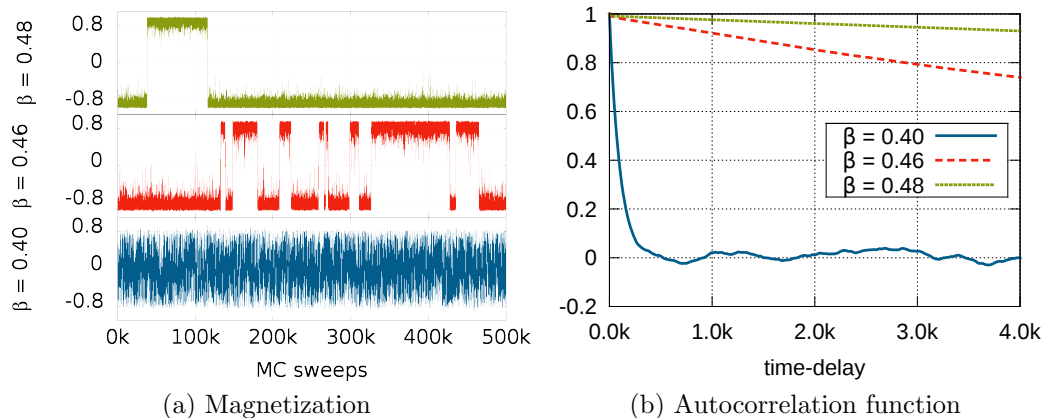 β = 0.48
0.8
0
-0.8
β = 0.46
0.8
0
-0.8
β = 0.40
0.8
0
-0.8
0k 100k 200k 300k 400k 500k
MC sweeps
(a) Magnetization
1
0.8
0.6
0.4
0.2
0
-0.2
β = 0.40
β = 0.46
β = 0.48
0.0k 1.0k 2.0k 3.0k 4.0k
time-delay
(b) Autocorrelation function